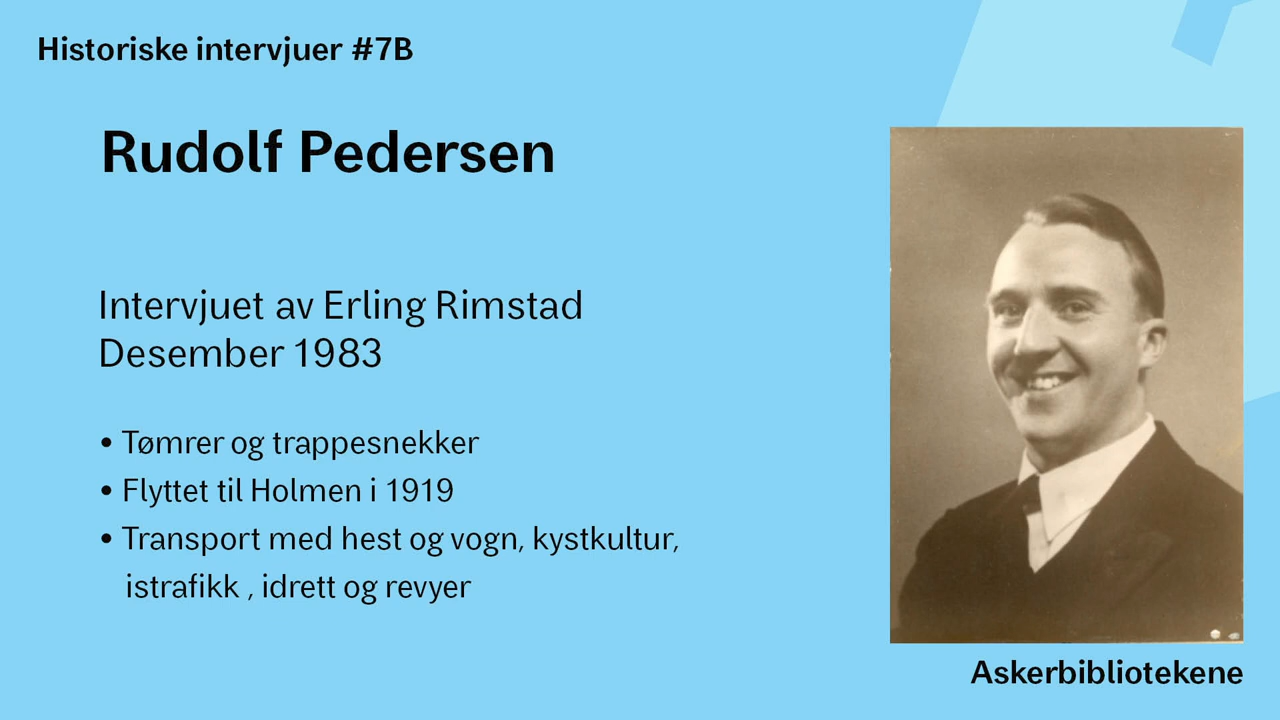 Historiske intervjuer #7B
Rudolf Pedersen
Intervjuet av Erling Rimstad
Desember 1983
• Tømrer og trappesnekker
• Flyttet til Holmen i 1919
• Transport med hest og vogn, kystkultur,
istrafikk , idrett og revyer
Askerbibliotekene